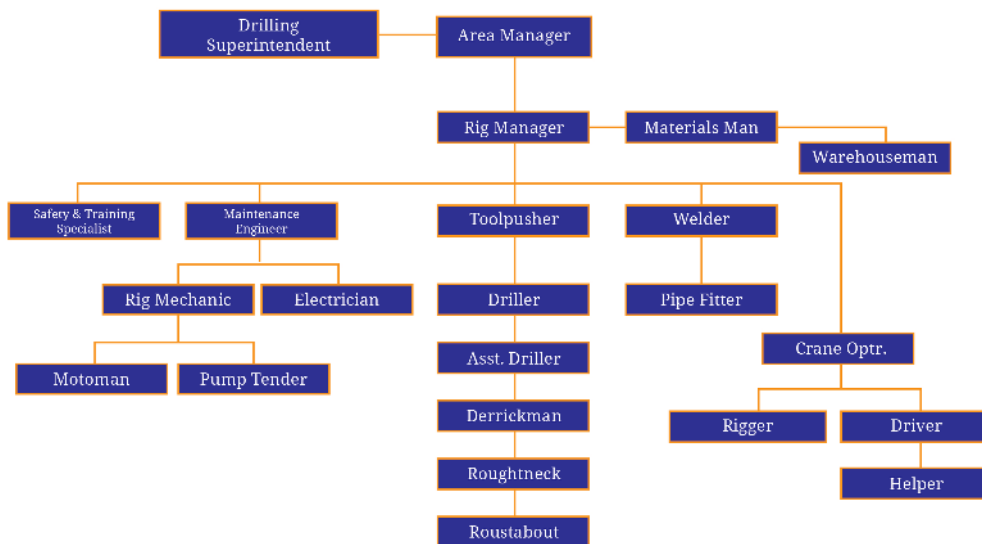 Drilling
Superintendent
Area Manager
Rig Manager
Materials Man
Warehouseman
Safety & Training
Specialist
Maintenance
Engineer
Toolpusher
Welder
Rig Mechanic
Electrician
Driller
Pipe Fitter
Crane Optr.
Asst. Driller
Motoman
Pump Tender
Derrickman
Rigger
Driver
Roughtneck
Helper
Roustabout